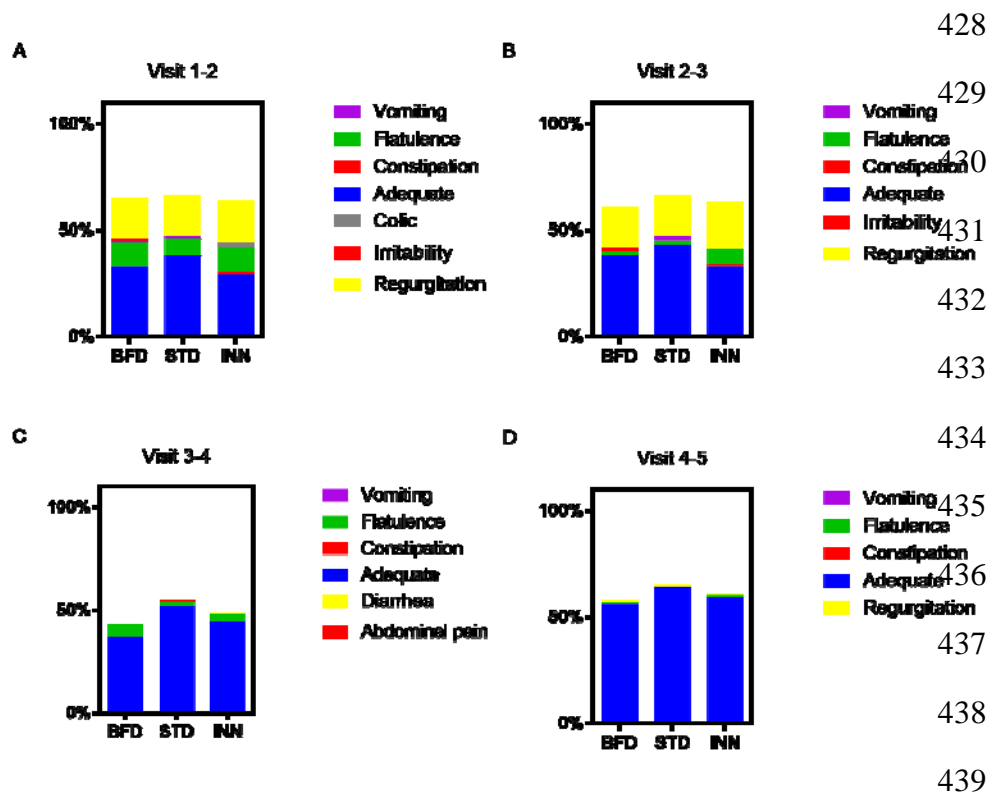 428
A
B
Visit 1-2
Visit 2-3
429
100%
50%
0%
BFD STD INN
Vomiting
Flatulence
Constipation
Adequate
Colic
Irritability
Regurgitation
100%
50%
0%
BFD STD INN
Vomiting
Flatulence
Constipation
Adequate
Irritability
Regurgitation
430
431
432
433
434
C
D
Visit 3-4
Visit 4-5
100%
50%
0%
BFD STD INN
Vomiting
Flatulence
Constipation
Adequate
Diarrhea
Abdominal pain
100%
50%
0%
BFD STD INN
Vomiting
Flatulence
Constipation
Adequate
Regurgitation
435
436
437
438
439